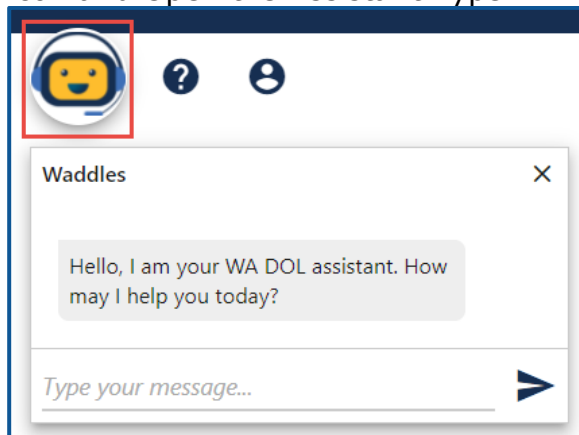 Waddles
Hello, I am your WA DOL assistant. How
may I help you today?
Type your message...